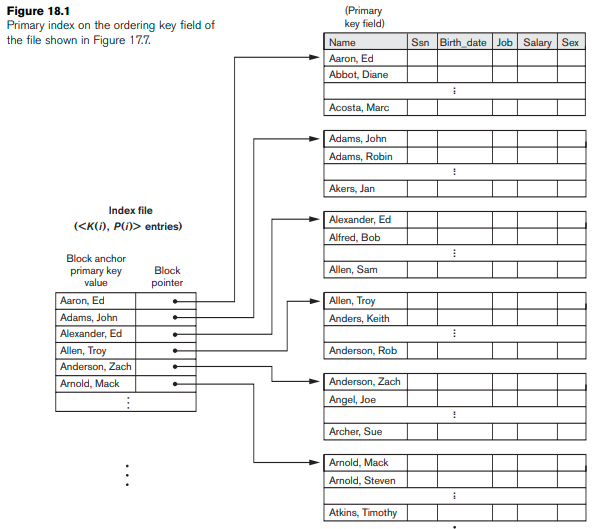 Figure 18.1
Primary index on the ordering key field of
the file shown in Figure 17.7.
(Primary
key field)
Name Ssn Birth_date Job Salary Sex
Aaron, Ed
Abbot, Diane
⋮
Acosta, Marc
Adams, John
Adams, Robin
⋮
Akers, Jan
Alexander, Ed
Alfred, Bob
⋮
Allen, Sam
Allen, Troy
Anders, Keith
⋮
Anderson, Rob
Anderson, Zach
Angel, Joe
⋮
Archer, Sue
Arnold, Mack
Arnold, Steven
⋮
Atkins, Timothy
Index file
(<K(i), P(i)> entries)
Block anchor
primary key
value
Block
pointer
Aaron, Ed
Adams, John
Alexander, Ed
Allen, Troy
Anderson, Zach
Arnold, Mack
⋮
⋮